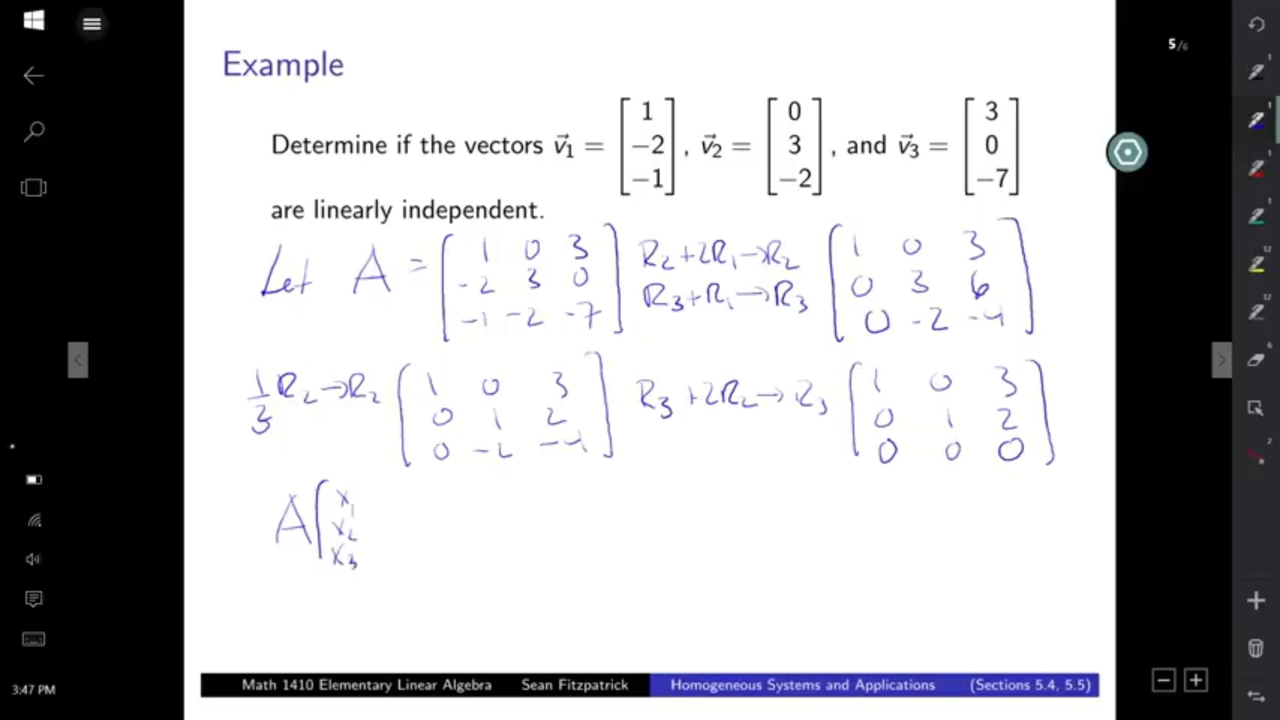 5/6
Example
Determine if the vectors v⃗1 = [1 −2 −1], v⃗2 = [0 3 −2], and v⃗3 = [3 0 −7]
are linearly independent.
Let A = [1 0 3; -2 3 0; -1 -2 -7] R2+2R1→R2 R3+R1→R3 [1 0 3; 0 3 6; 0 -2 -4]
1/3 R2→R2 [1 0 3; 0 1 2; 0 -2 -4] R3+2R2→R3 [1 0 3; 0 1 2; 0 0 0]
A[x1 x2 x3
Math 1410 Elementary Linear Algebra Sean Fitzpatrick Homogeneous Systems and Applications (Sections 5.4, 5.5)
3:47 PM